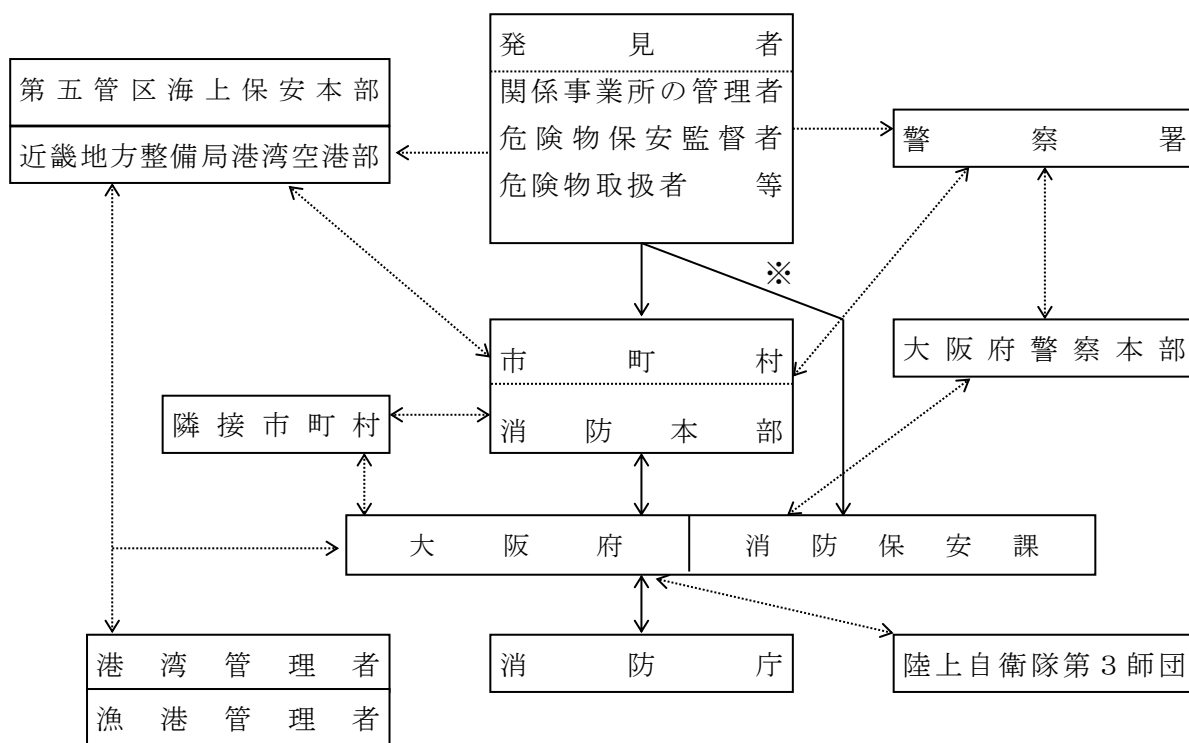 発見者
第五管区海上保安本部
関係事業所の管理者
警察署
危険物保安監督者
近畿地方整備局港湾空港部
危険物取扱者 等
※
市町村
大阪府警察本部
隣接市町村
消防本部
大阪府
消防保安課
港湾管理者
消防庁
陸上自衛隊第3師団
漁港管理者